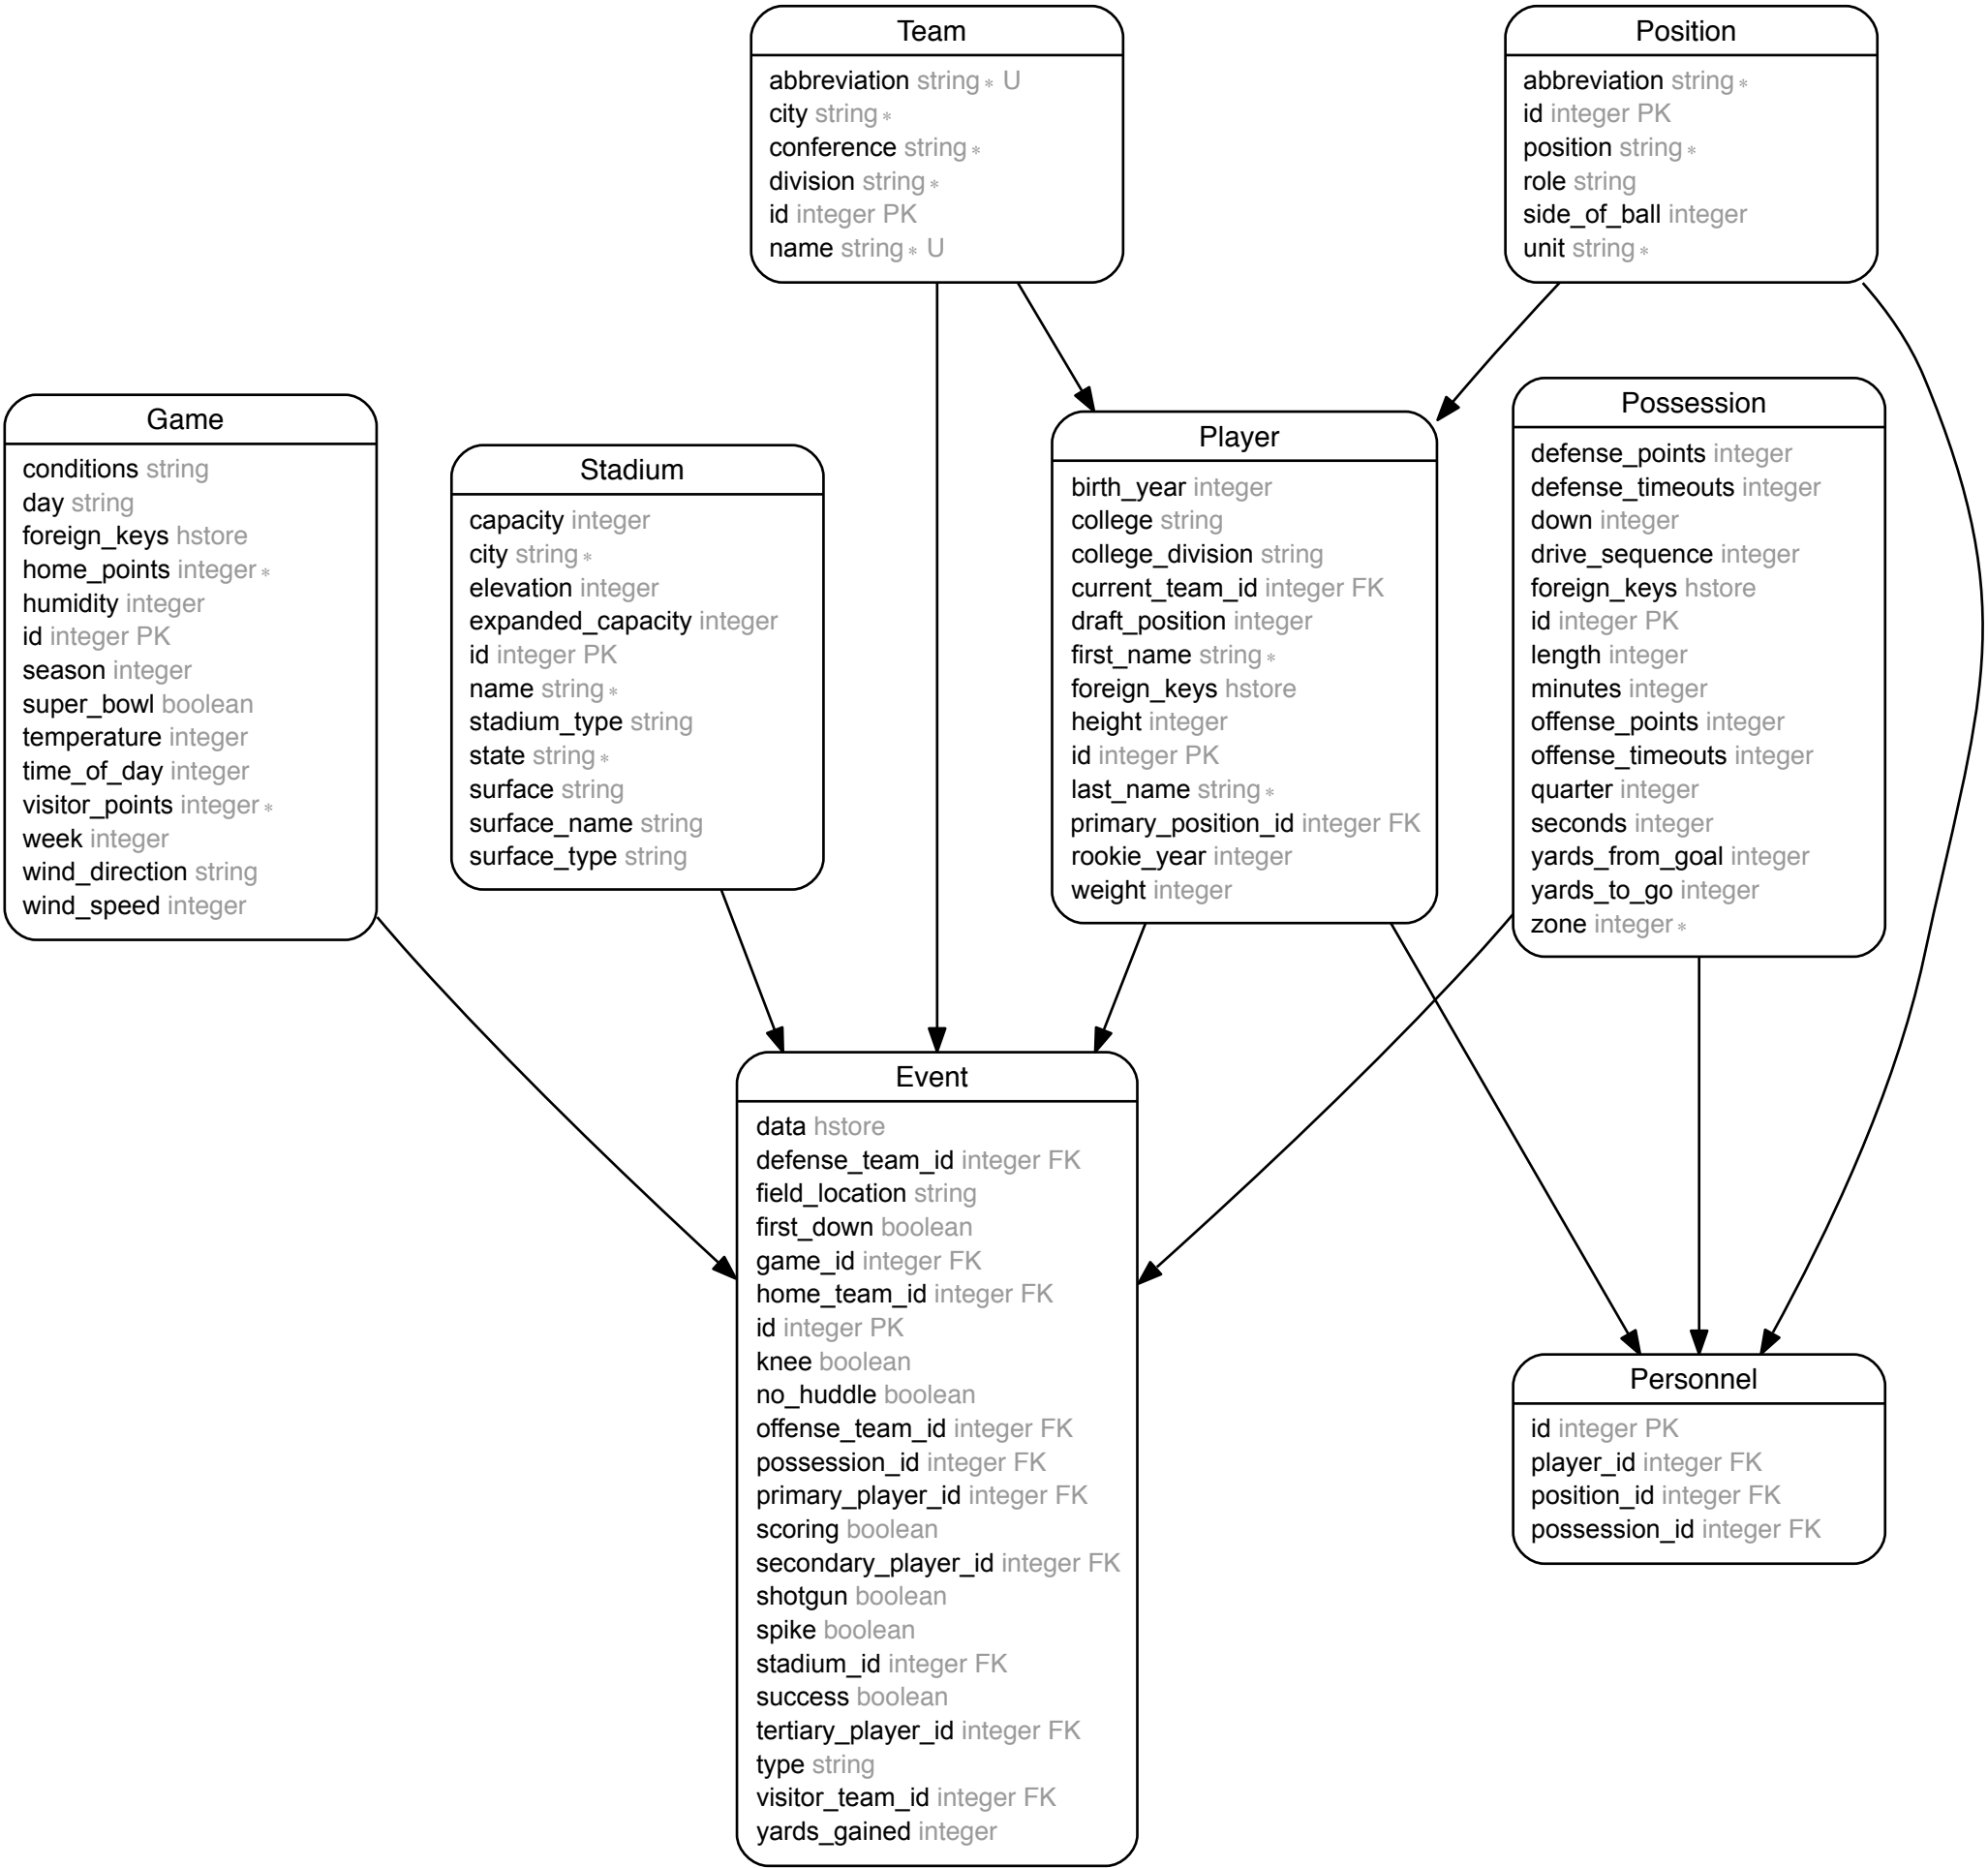 Team
abbreviation string * U
city string *
conference string *
division string *
id integer PK
name string * U
Position
abbreviation string *
id integer PK
position string *
role string
side_of_ball integer
unit string *
Game
conditions string
day string
foreign_keys hstore
home_points integer *
humidity integer
id integer PK
season integer
super_bowl boolean
temperature integer
time_of_day integer
visitor_points integer *
week integer
wind_direction string
wind_speed integer
Stadium
capacity integer
city string *
elevation integer
expanded_capacity integer
id integer PK
name string *
stadium_type string
state string *
surface string
surface_name string
surface_type string
Player
birth_year integer
college string
college_division string
current_team_id integer FK
draft_position integer
first_name string *
foreign_keys hstore
height integer
id integer PK
last_name string *
primary_position_id integer FK
rookie_year integer
weight integer
Possession
defense_points integer
defense_timeouts integer
down integer
drive_sequence integer
foreign_keys hstore
id integer PK
length integer
minutes integer
offense_points integer
offense_timeouts integer
quarter integer
seconds integer
yards_from_goal integer
yards_to_go integer
zone integer *
Event
data hstore
defense_team_id integer FK
field_location string
first_down boolean
game_id integer FK
home_team_id integer FK
id integer PK
knee boolean
no_huddle boolean
offense_team_id integer FK
possession_id integer FK
primary_player_id integer FK
scoring boolean
secondary_player_id integer FK
shotgun boolean
spike boolean
stadium_id integer FK
success boolean
tertiary_player_id integer FK
type string
visitor_team_id integer FK
yards_gained integer
Personnel
id integer PK
player_id integer FK
position_id integer FK
possession_id integer FK